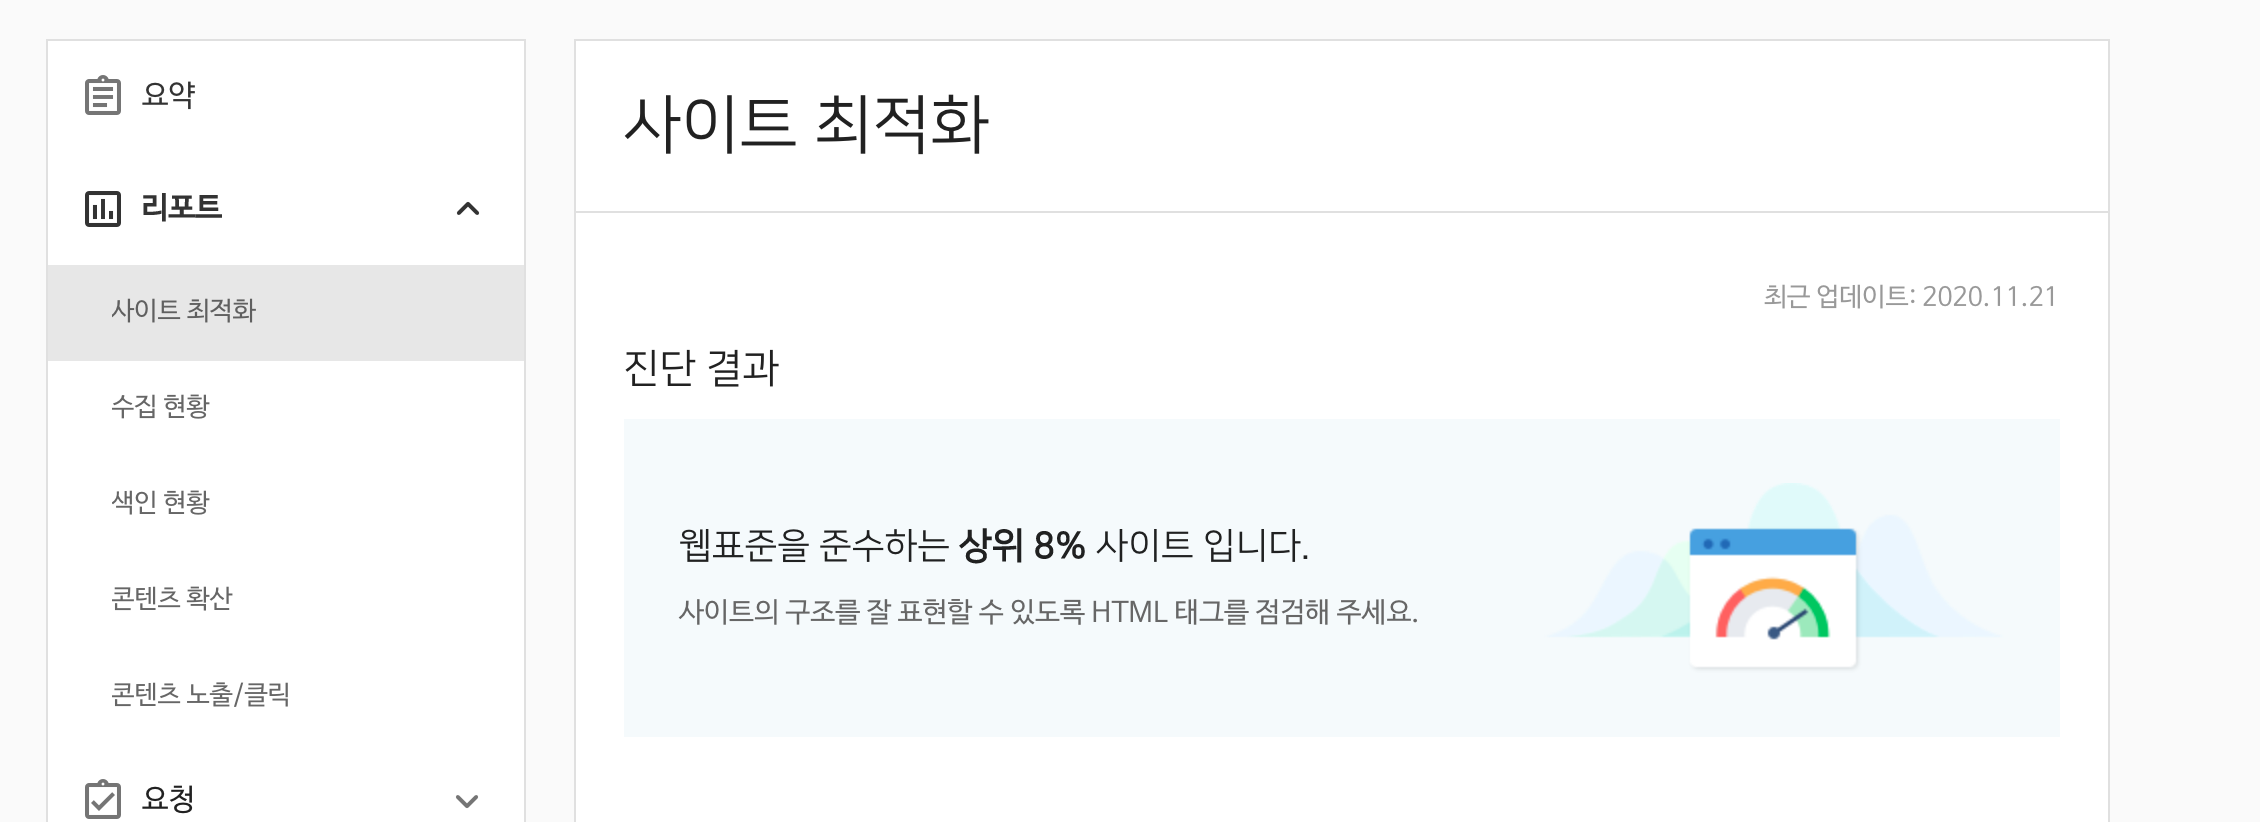 요약
리포트
사이트 최적화
수집 현황
색인 현황
콘텐츠 확산
콘텐츠 노출/클릭
요청
사이트 최적화
최근 업데이트: 2020.11.21
진단 결과
웹표준을 준수하는 상위 8% 사이트 입니다.
사이트의 구조를 잘 표현할 수 있도록 HTML 태그를 점검해 주세요.